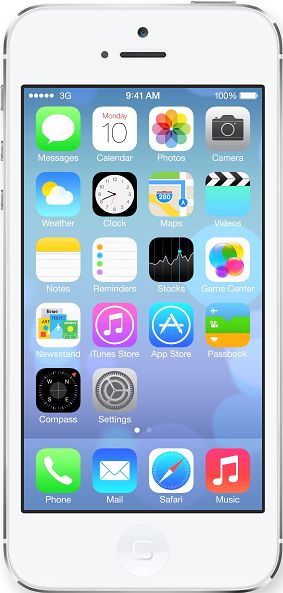 3G 9:41 AM 100%
Monday
10
Messages Calendar Photos Camera
280
Weather Clock Maps Videos
Notes Reminders Stocks Game Center
Newsstand iTunes Store App Store Passbook
Compass Settings
Phone Mail Safari Music